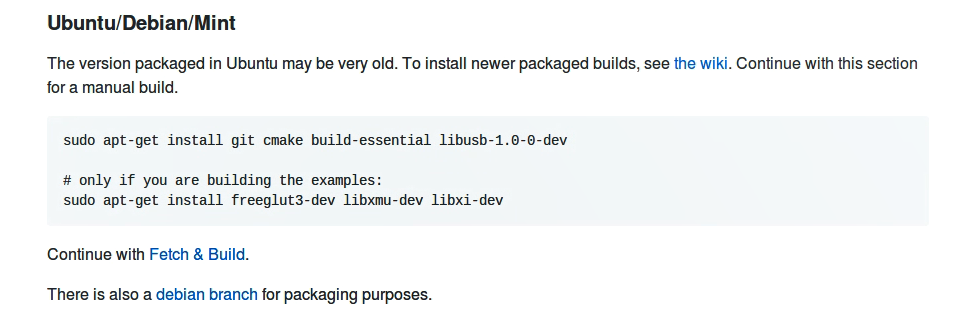 Ubuntu/Debian/Mint
The version packaged in Ubuntu may be very old. To install newer packaged builds, see the wiki. Continue with this section
for a manual build.
sudo apt-get install git cmake build-essential libusb-1.0-0-dev
# only if you are building the examples:
sudo apt-get install freeglut3-dev libxmu-dev libxi-dev
Continue with Fetch & Build.
There is also a debian branch for packaging purposes.